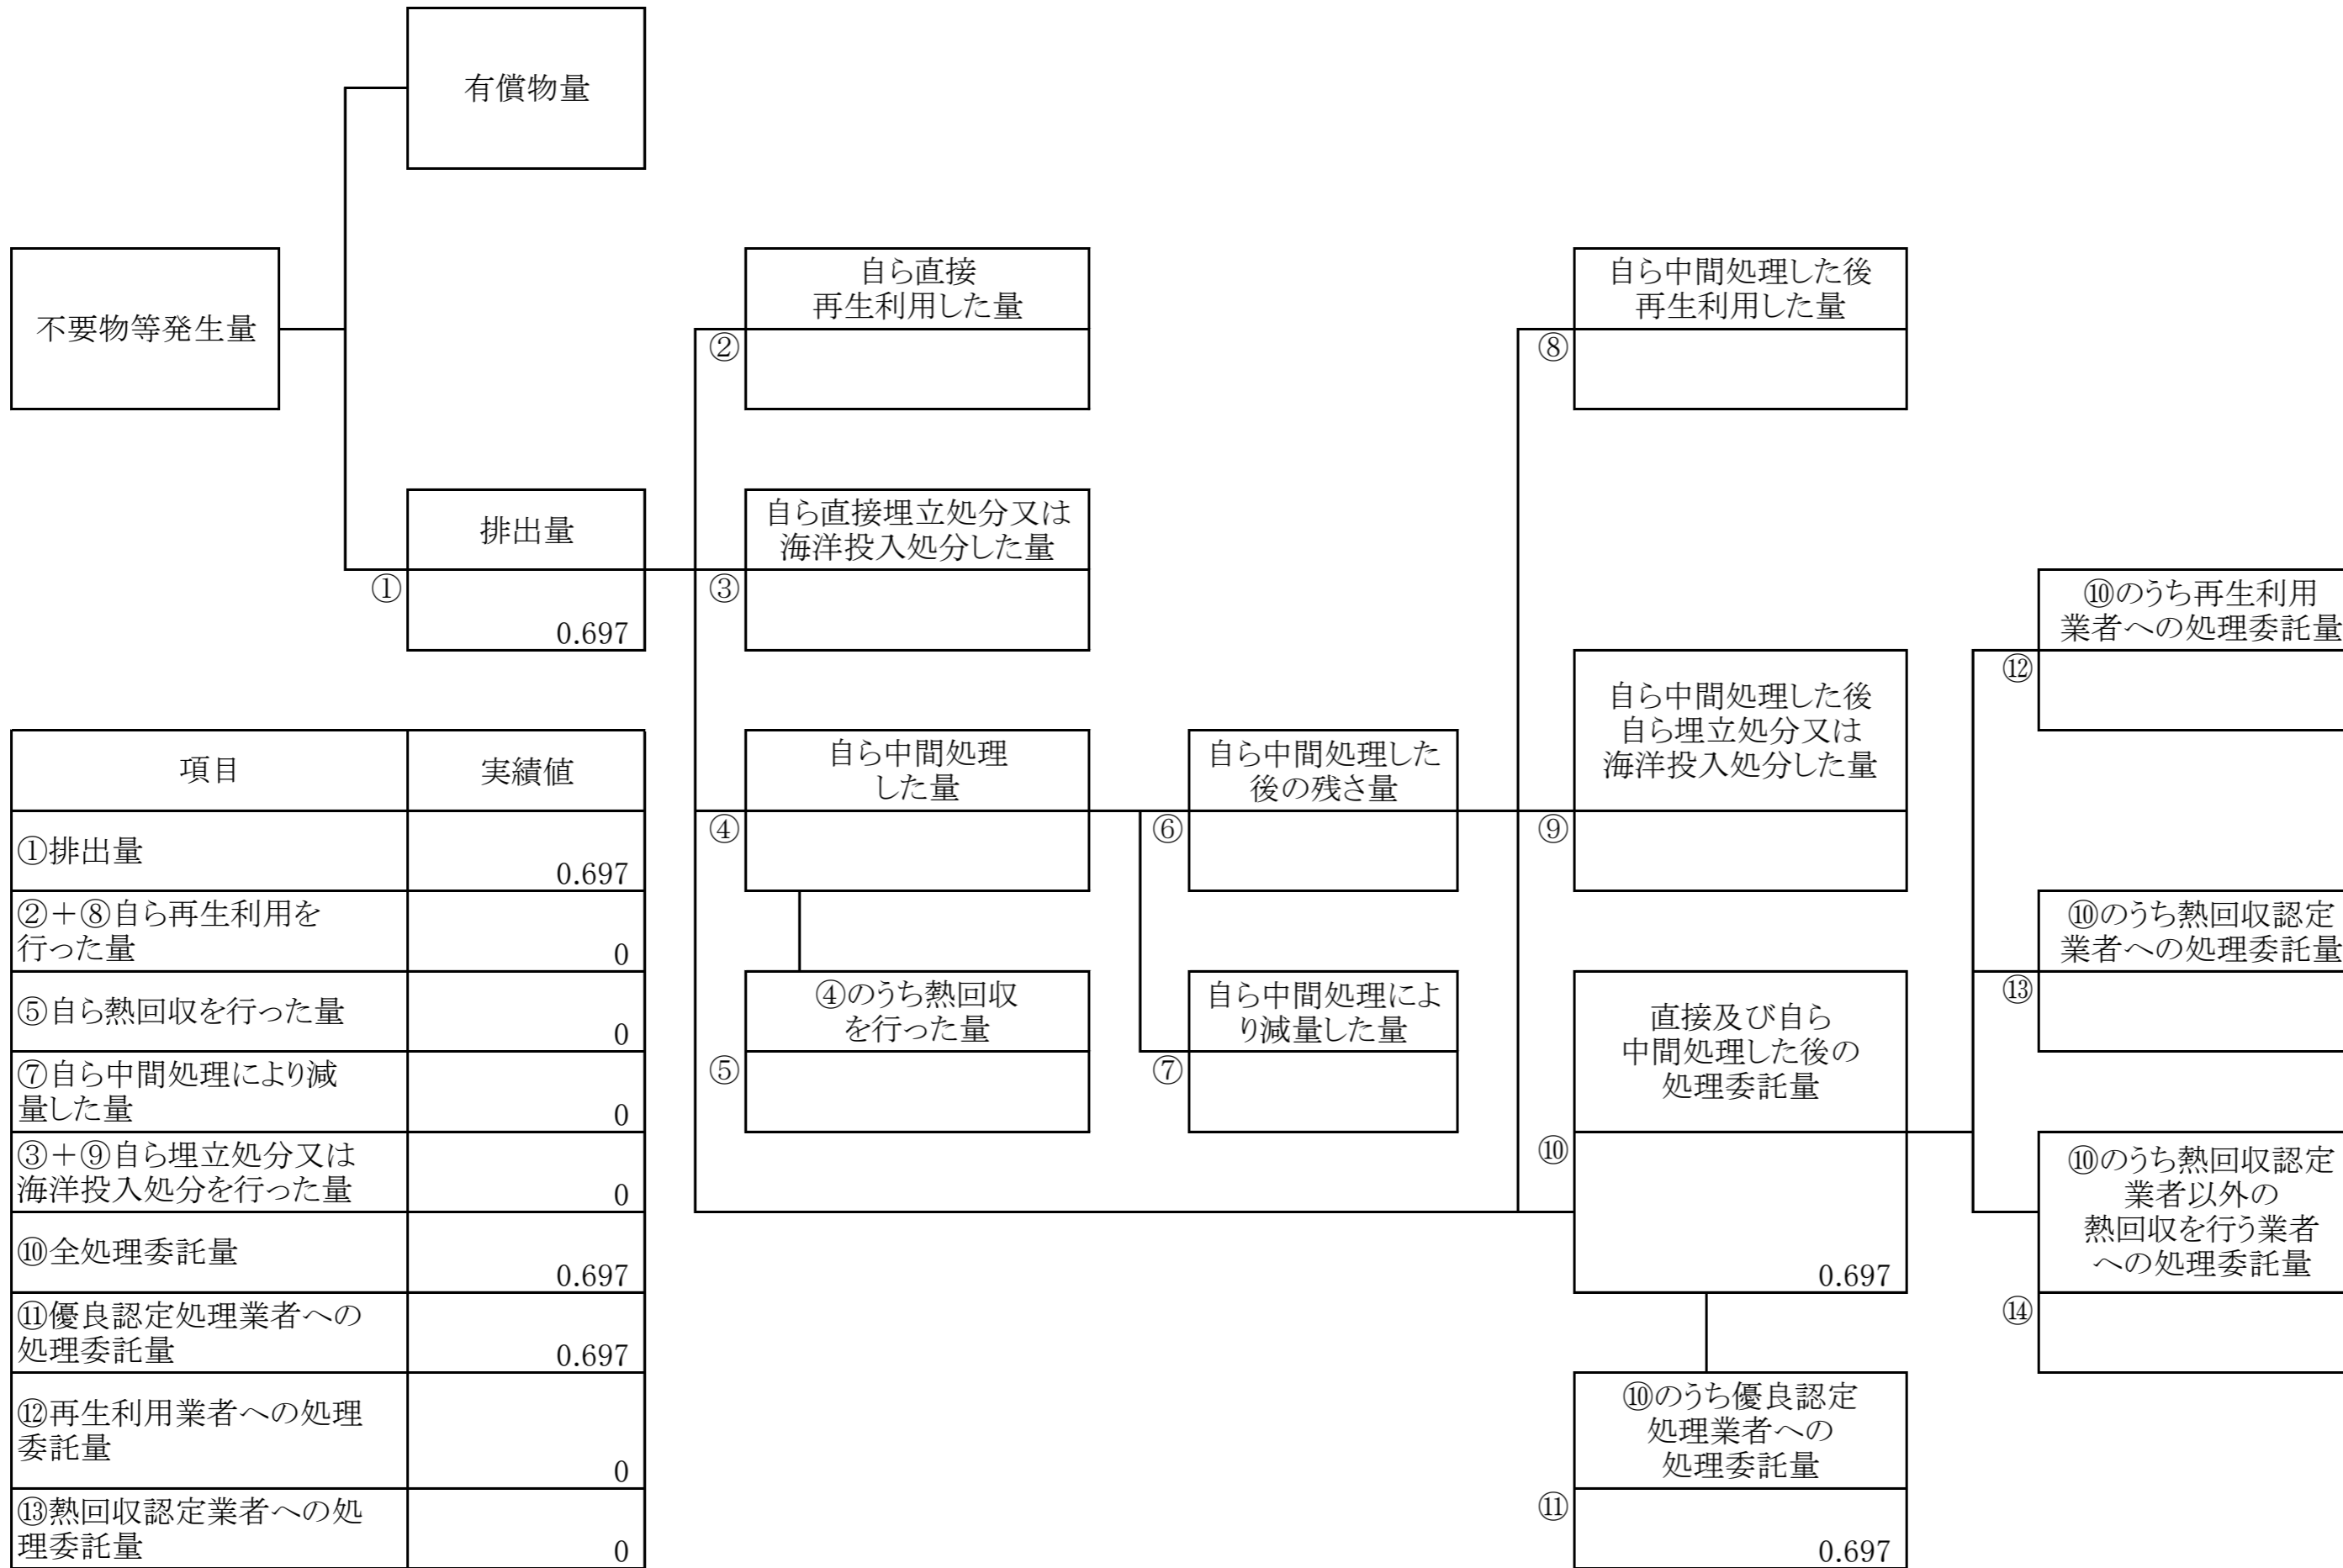 有償物量
不要物等発生量
自ら直接
再生利用した量
②
自ら中間処理した後
再生利用した量
⑧
排出量
①
0.697
自ら直接埋立処分又は
海洋投入処分した量
③
⑩のうち再生利用
業者への処理委託量
⑫
自ら中間処理した後
自ら埋立処分又は
海洋投入処分した量
⑨
自ら中間処理
した量
④
自ら中間処理した
後の残さ量
⑥
⑩のうち熱回収認定
業者への処理委託量
⑬
④のうち熱回収
を行った量
⑤
自ら中間処理によ
り減量した量
⑦
直接及び自ら
中間処理した後の
処理委託量
⑩
0.697
⑩のうち熱回収認定
業者以外の
熱回収を行う業者
への処理委託量
⑭
⑩のうち優良認定
処理業者への
処理委託量
⑪
0.697
項目 実績値
①排出量
0.697
②＋⑧自ら再生利用を
行った量 0
⑤自ら熱回収を行った量
0
⑦自ら中間処理により減
量した量 0
③＋⑨自ら埋立処分又は
海洋投入処分を行った量 0
⑩全処理委託量
0.697
⑪優良認定処理業者への
処理委託量 0.697
⑫再生利用業者への処理
委託量
0
⑬熱回収認定業者への処
理委託量 0